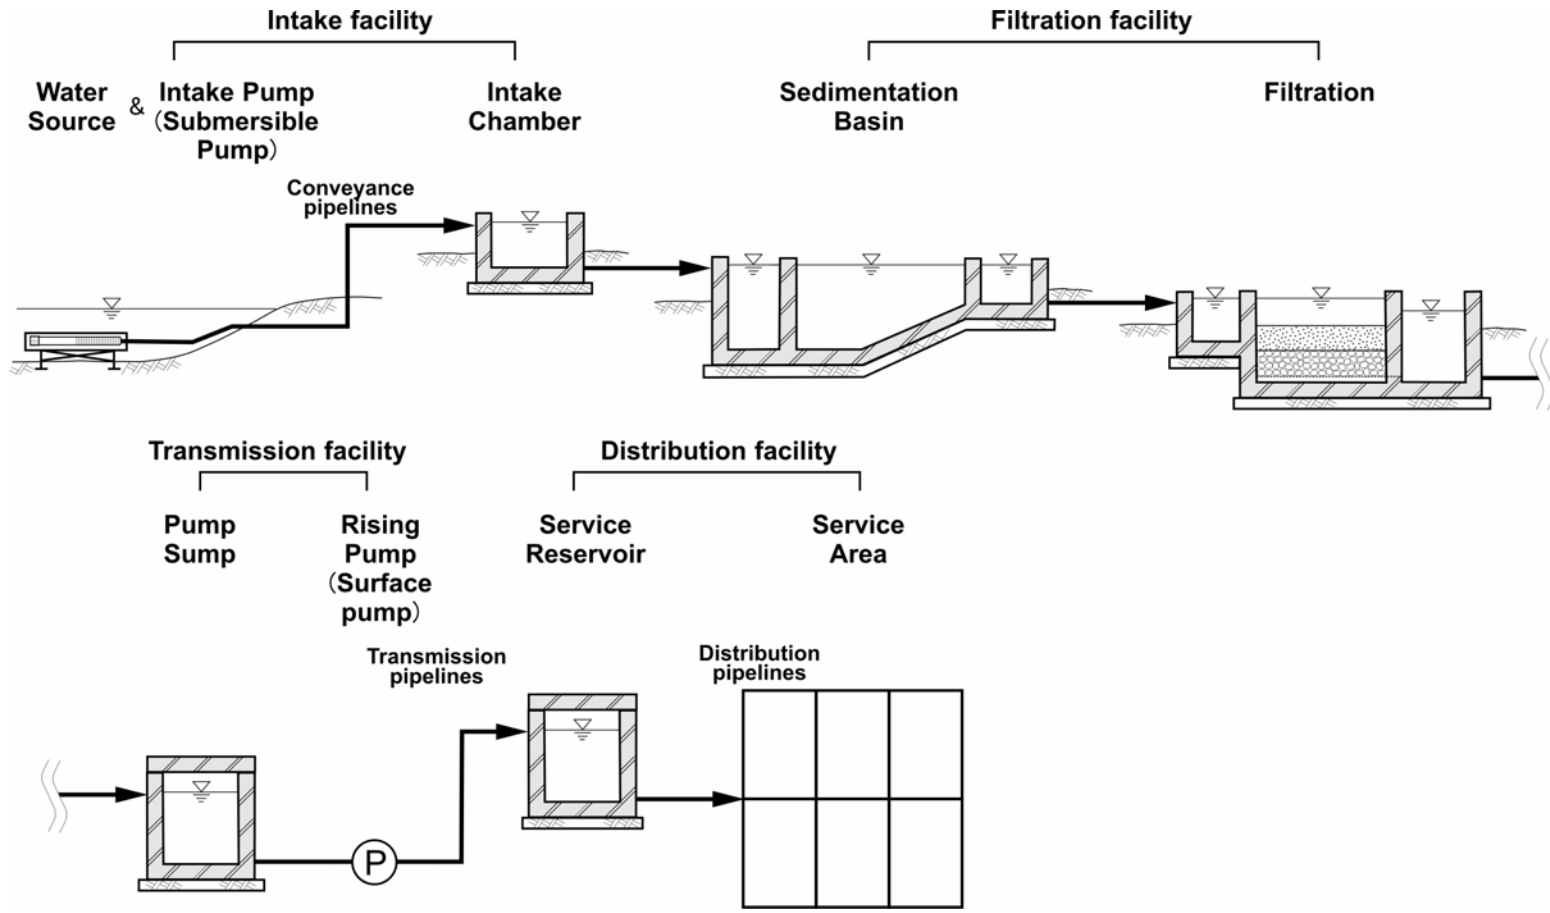 Intake facility
Filtration facility
Water Source & Intake Pump (Submersible Pump)
Intake Chamber
Sedimentation Basin
Filtration
Conveyance pipelines
Transmission facility
Distribution facility
Pump Sump
Rising Pump (Surface pump)
Service Reservoir
Service Area
Transmission pipelines
Distribution pipelines
P